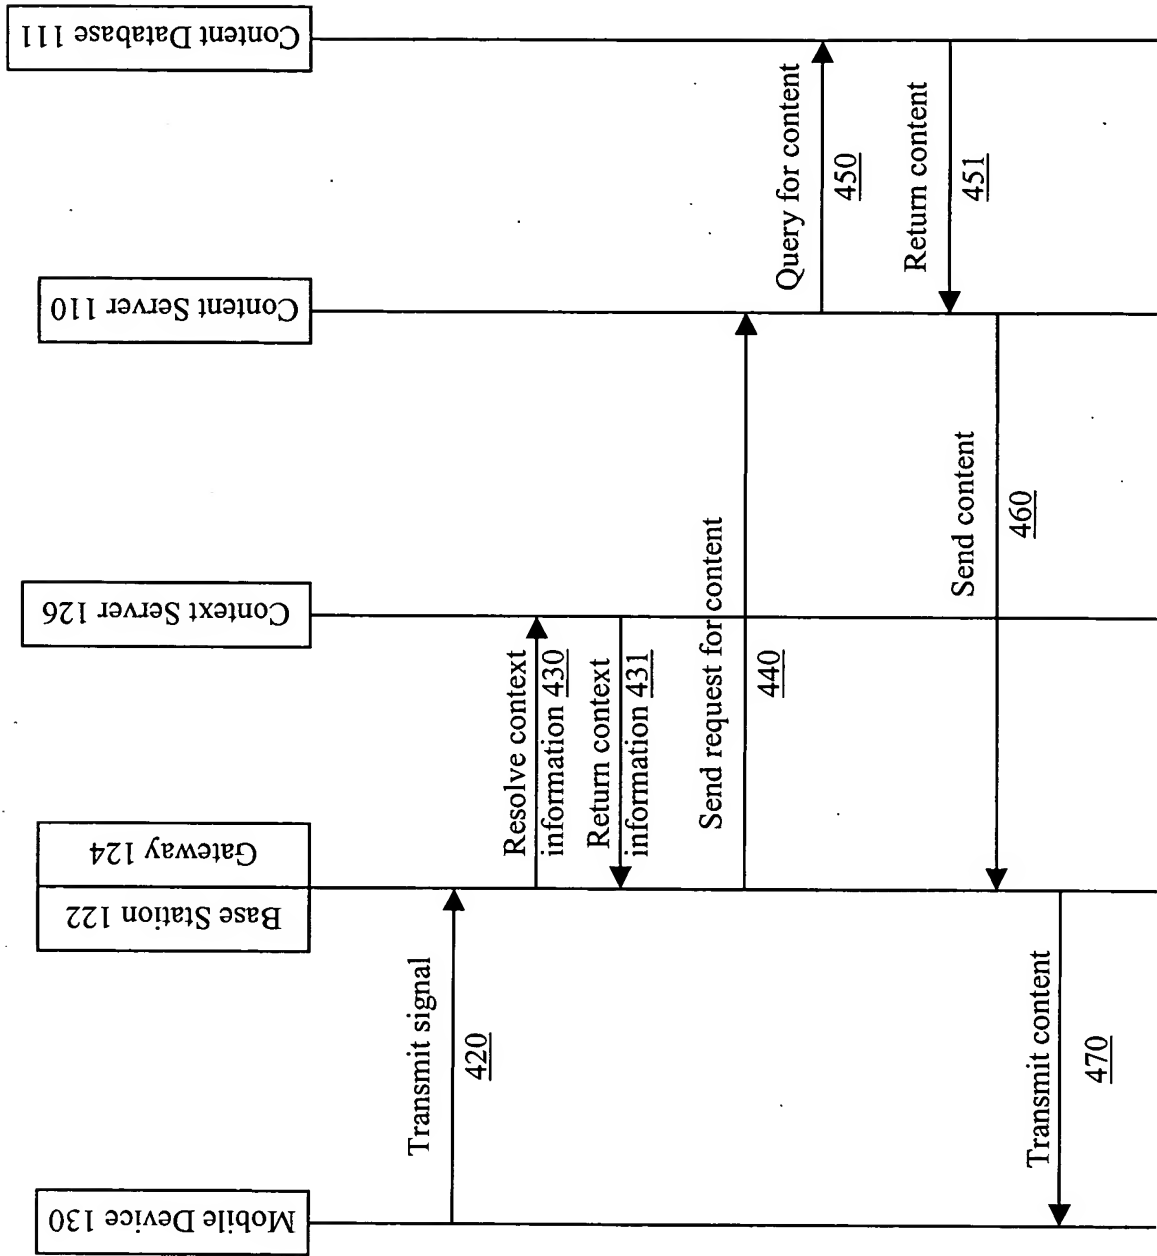 Mobile Device 130
Base Station 122
Gateway 124
Context Server 126
Content Server 110
Content Database 111
Transmit signal
420
Resolve context
information 430
Return context
information 431
Send request for content
440
Query for content
450
Return content
451
Send content
460
Transmit content
470